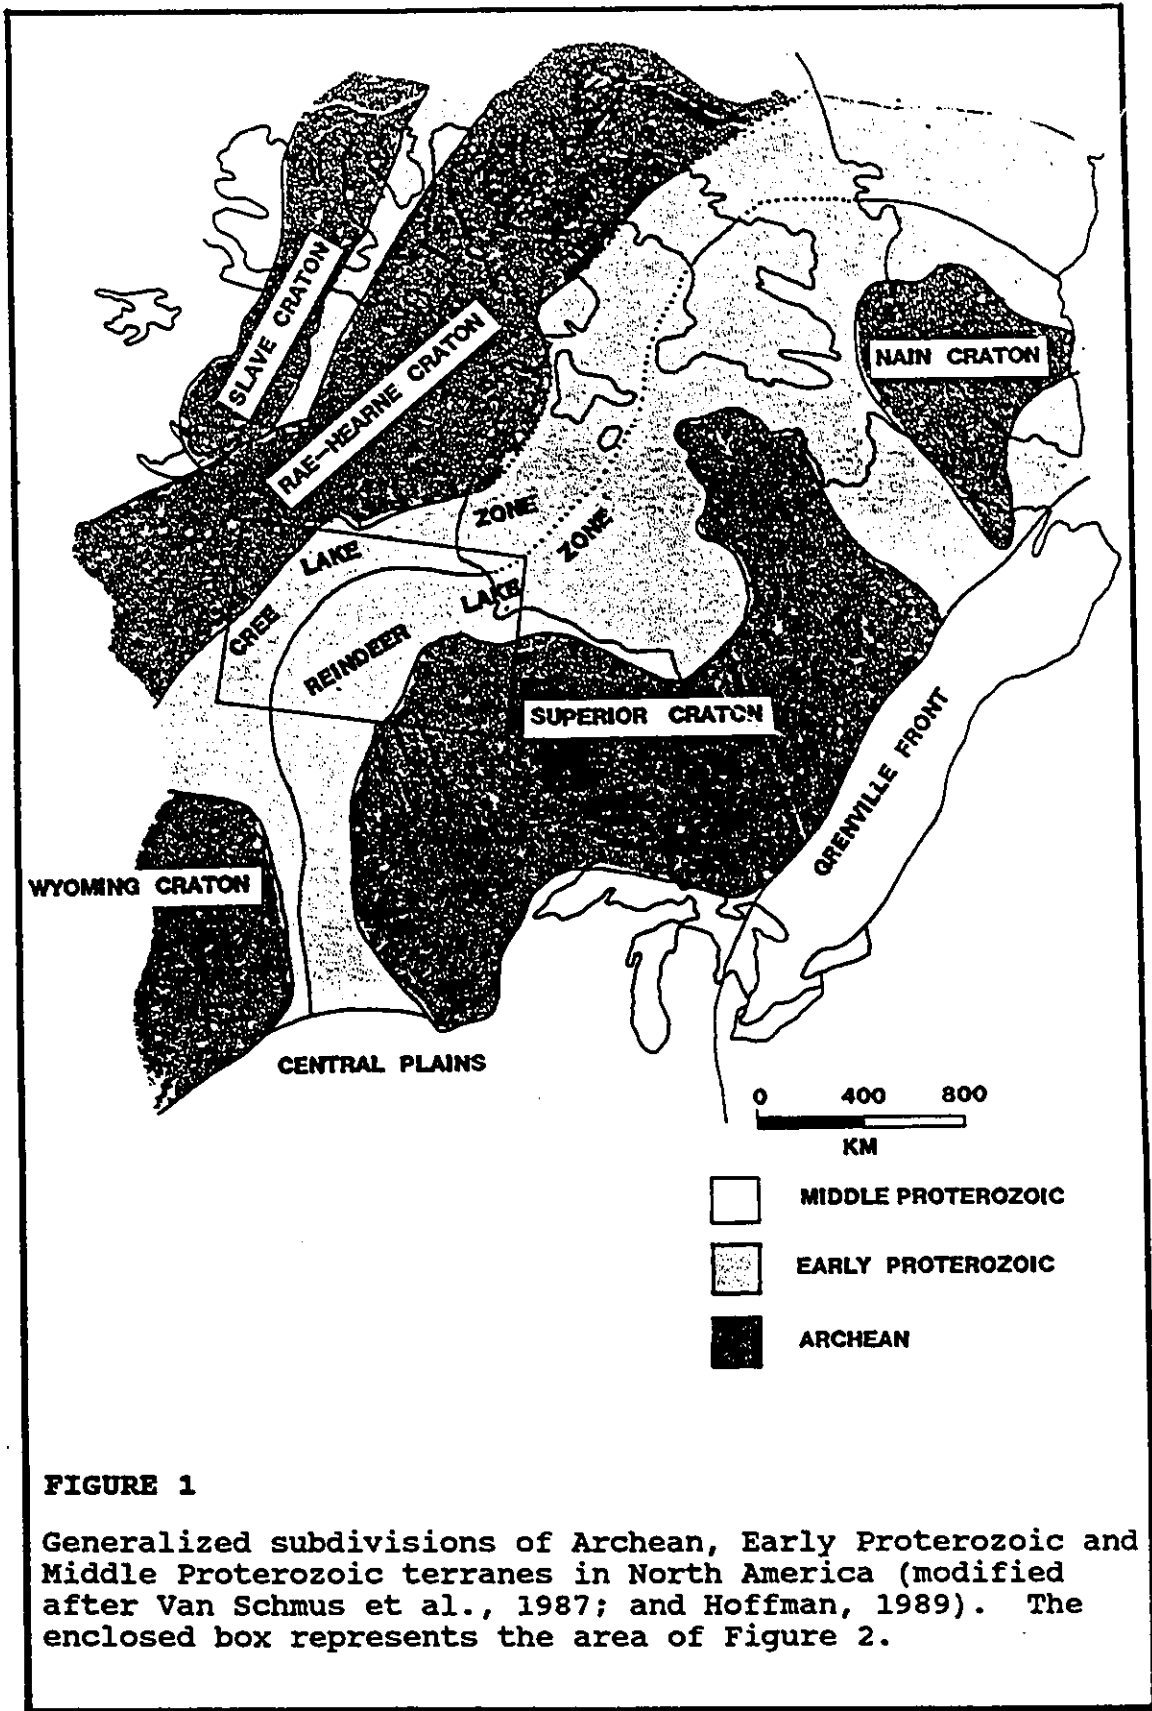 SLAVE CRATON
RAE-HEARNE CRATON
NAIN CRATON
CREE LAKE ZONE
REINDEER LAKE ZONE
SUPERIOR CRATON
GRENVILLE FRONT
WYOMING CRATON
CENTRAL PLAINS
0 400 800
KM
MIDDLE PROTEROZOIC
EARLY PROTEROZOIC
ARCHEAN
FIGURE 1
Generalized subdivisions of Archean, Early Proterozoic and
Middle Proterozoic terranes in North America (modified
after Van Schmus et al., 1987; and Hoffman, 1989). The
enclosed box represents the area of Figure 2.